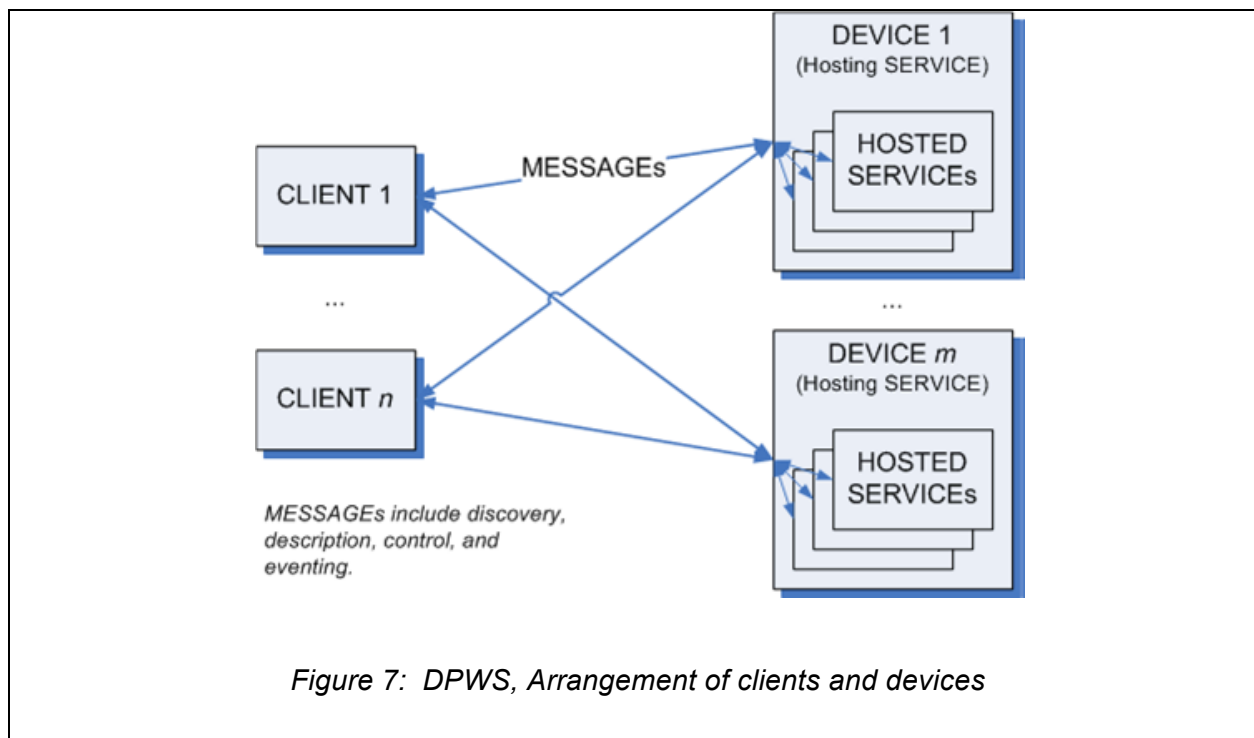 DEVICE 1
(Hosting SERVICE)
HOSTED
SERVICEs
MESSAGEs
CLIENT 1
...
...
CLIENT n
DEVICE m
(Hosting SERVICE)
HOSTED
SERVICEs
MESSAGEs include discovery,
description, control, and
eventing.
Figure 7: DPWS, Arrangement of clients and devices